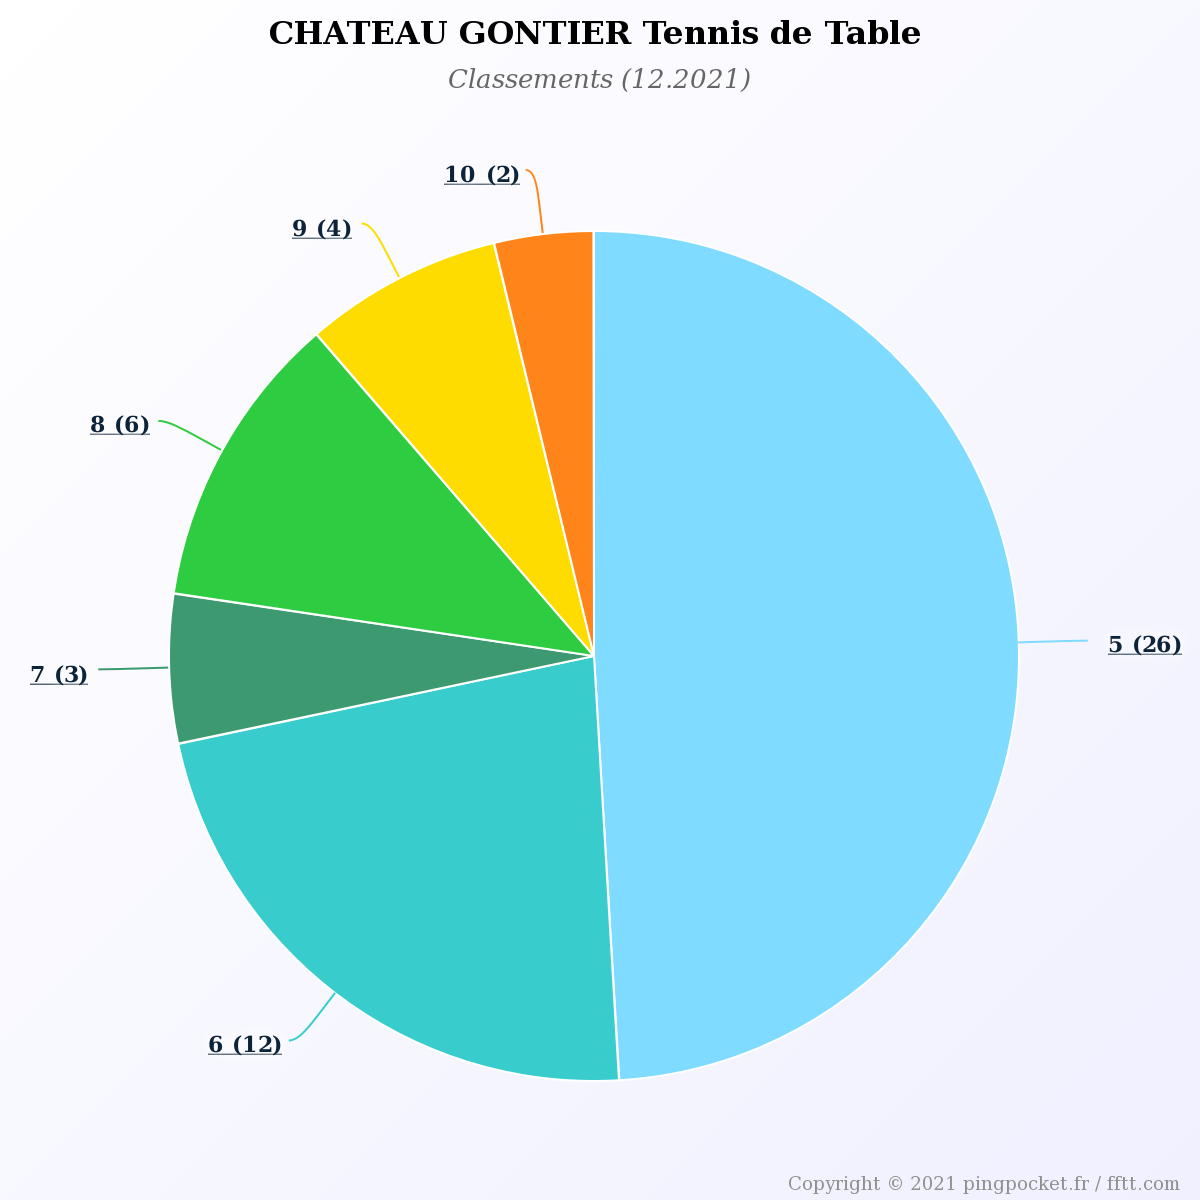 CHATEAU GONTIER Tennis de Table
Classements (12.2021)
10 (2)
9 (4)
8 (6)
5 (26)
7 (3)
6 (12)
Copyright © 2021 pingpocket.fr / fftt.com